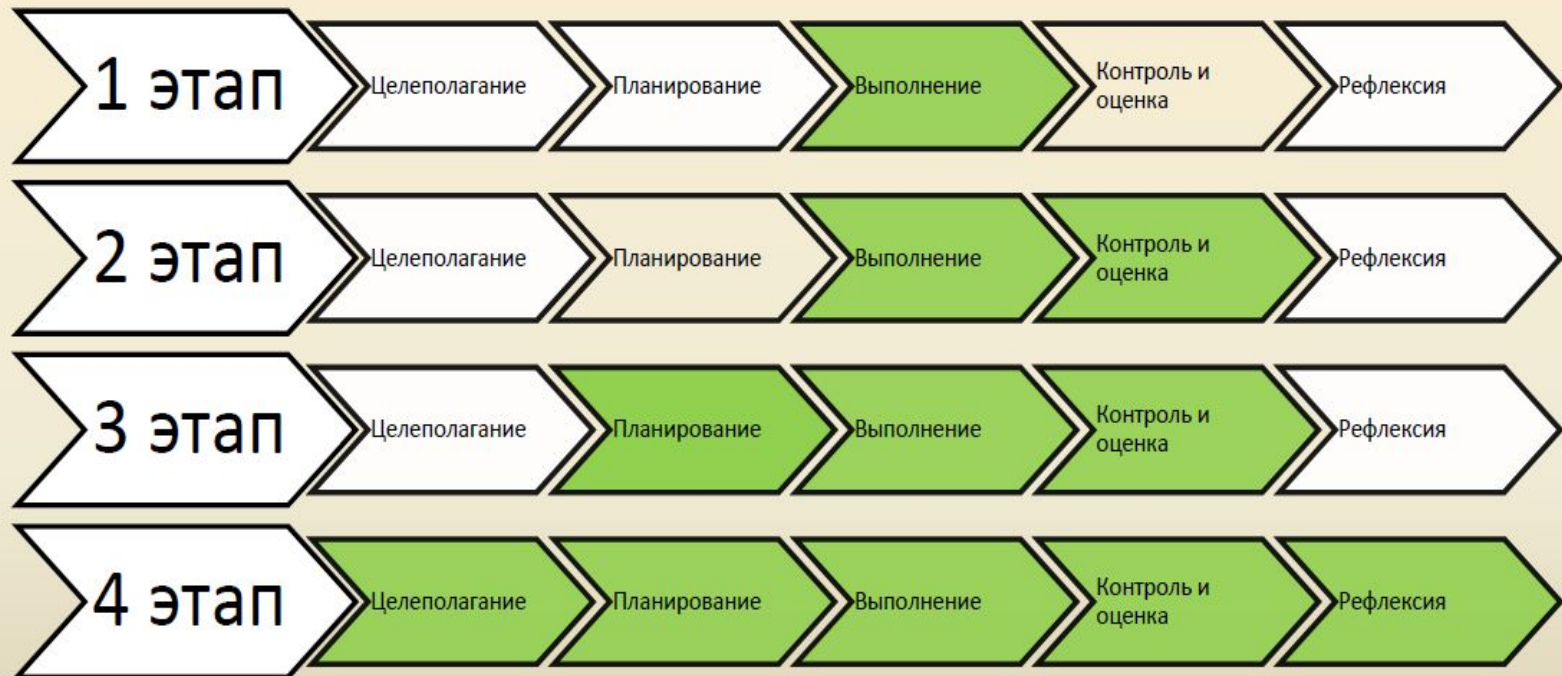 1 этап
Целеполагание
Планирование
Выполнение
Контроль и
оценка
Рефлексия
2 этап
Целеполагание
Планирование
Выполнение
Контроль и
оценка
Рефлексия
3 этап
Целеполагание
Планирование
Выполнение
Контроль и
оценка
Рефлексия
4 этап
Целеполагание
Планирование
Выполнение
Контроль и
оценка
Рефлексия